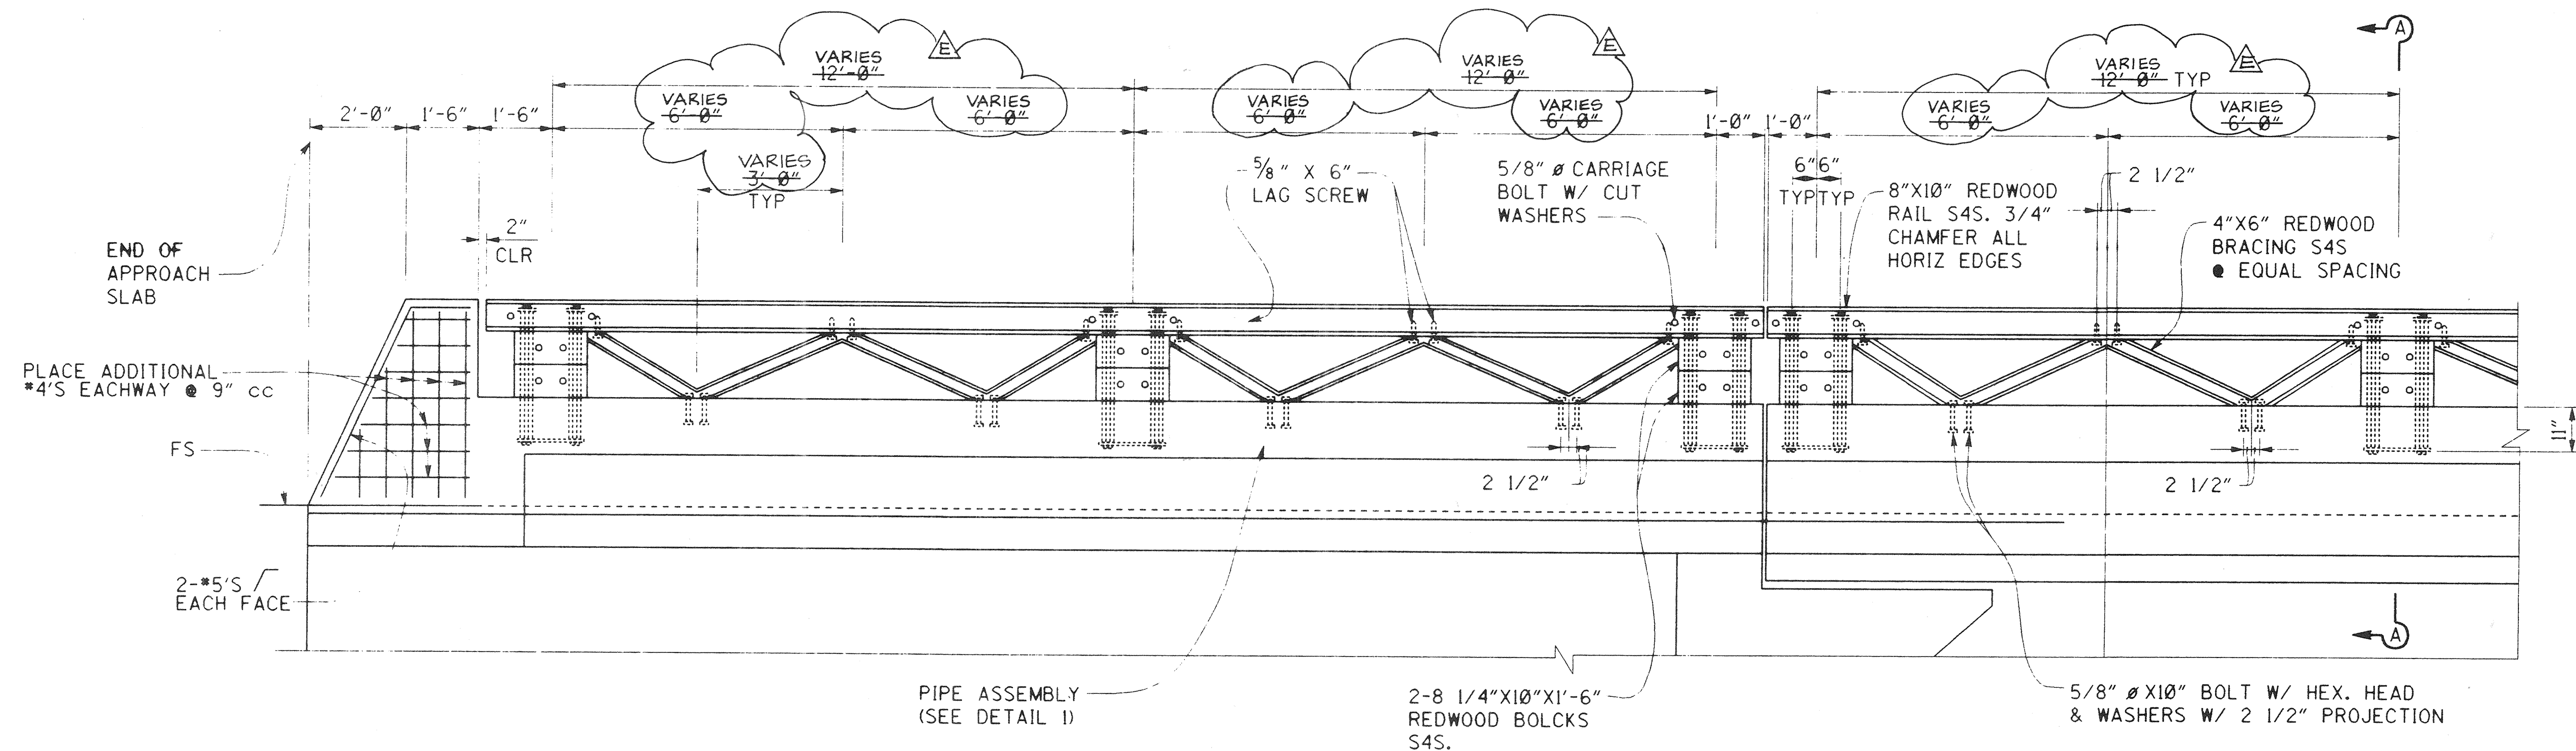 VARIES
12'-0"
E
VARIES
6'-0"
VARIES
6'-0"
VARIES
3'-0"
TYP
VARIES
12'-0"
E
VARIES
6'-0"
VARIES
6'-0"
VARIES
12'-0" TYP
E
VARIES
6'-0"
VARIES
6'-0"
A
2'-0"
1'-6"
1'-6"
1'-0"
1'-0"
5/8" X 6"
LAG SCREW
5/8" ø CARRIAGE
BOLT W/ CUT
WASHERS
6" 6"
TYP TYP
8"X10" REDWOOD
RAIL S4S. 3/4"
CHAMFER ALL
HORIZ EDGES
2 1/2"
4"X6" REDWOOD
BRACING S4S
@ EQUAL SPACING
2"
CLR
END OF
APPROACH
SLAB
PLACE ADDITIONAL
#4'S EACHWAY @ 9" CC
FS
11"
2 1/2"
2 1/2"
2-#5'S
EACH FACE
A
PIPE ASSEMBLY
(SEE DETAIL 1)
2-8 1/4"X10"X1'-6"
REDWOOD BOLCKS
S4S.
5/8" ø X10" BOLT W/ HEX. HEAD
& WASHERS W/ 2 1/2" PROJECTION